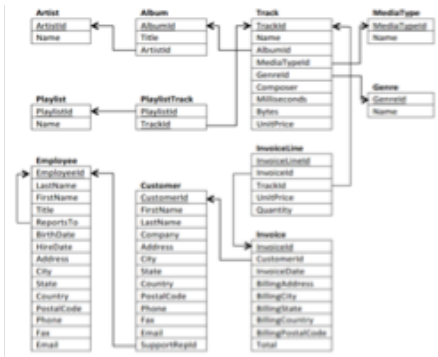 Artist
ArtistId
Name
Album
AlbumId
Title
ArtistId
Track
TrackId
Name
AlbumId
MediaTypeId
GenreId
Composer
Milliseconds
Bytes
UnitPrice
MediaType
MediaTypeId
Name
Genre
GenreId
Name
Playlist
PlaylistId
Name
PlaylistTrack
PlaylistId
TrackId
Employee
EmployeeId
LastName
FirstName
Title
ReportsTo
BirthDate
HireDate
Address
City
State
Country
PostalCode
Phone
Fax
Email
Customer
CustomerId
FirstName
LastName
Company
Address
City
State
Country
PostalCode
Phone
Fax
Email
SupportRepId
InvoiceLine
InvoiceLineId
InvoiceId
TrackId
UnitPrice
Quantity
Invoice
InvoiceId
CustomerId
InvoiceDate
BillingAddress
BillingCity
BillingState
BillingCountry
BillingPostalCode
Total